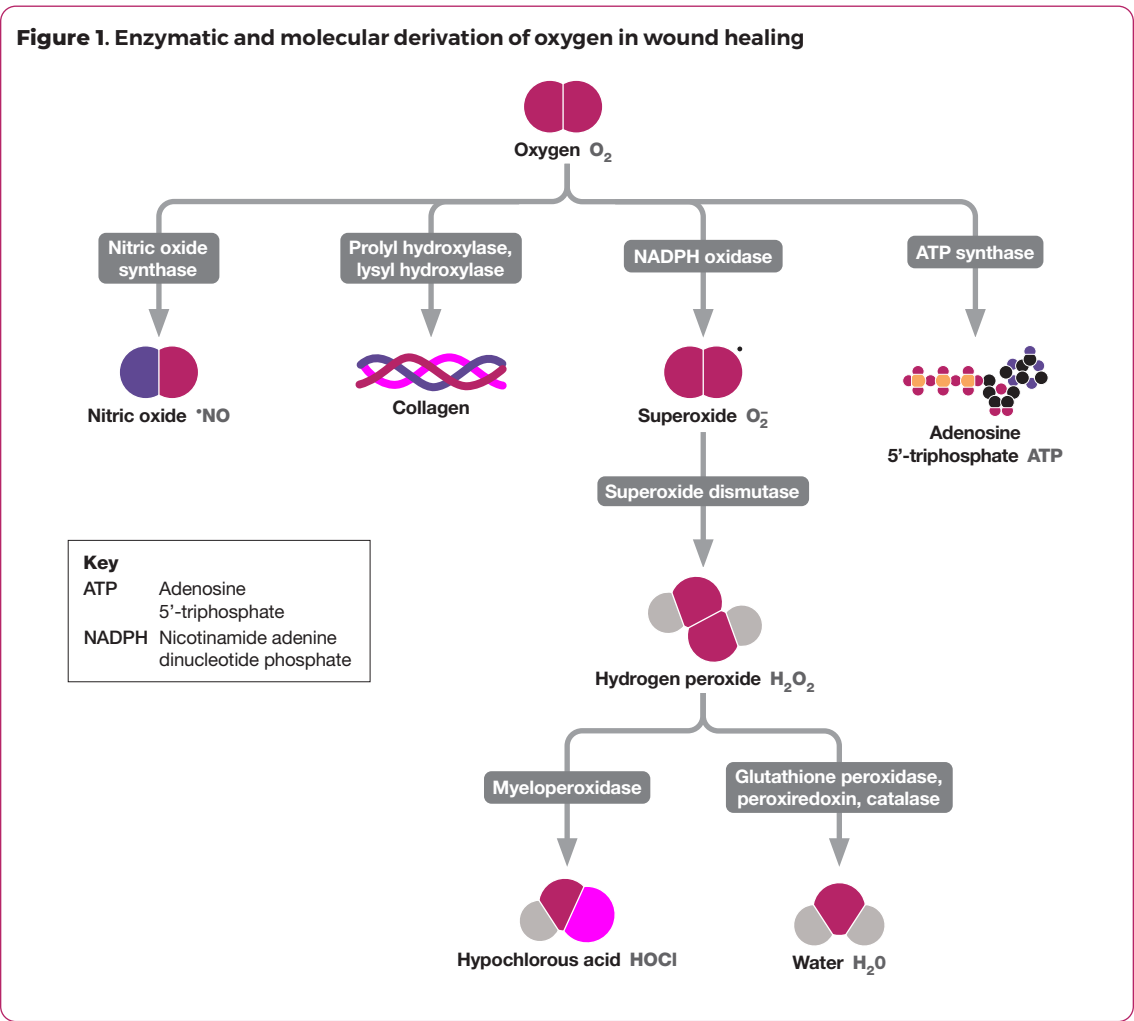 Figure 1. Enzymatic and molecular derivation of oxygen in wound healing
Oxygen O₂
Nitric oxide
synthase
Prolyl hydroxylase,
lysyl hydroxylase
NADPH oxidase
ATP synthase
Nitric oxide •NO
Collagen
Superoxide O₂⁻
Adenosine
5’-triphosphate ATP
Superoxide dismutase
Key
ATP Adenosine
5’-triphosphate
NADPH Nicotinamide adenine
dinucleotide phosphate
Hydrogen peroxide H₂O₂
Myeloperoxidase
Glutathione peroxidase,
peroxiredoxin, catalase
Hypochlorous acid HOCl
Water H₂0